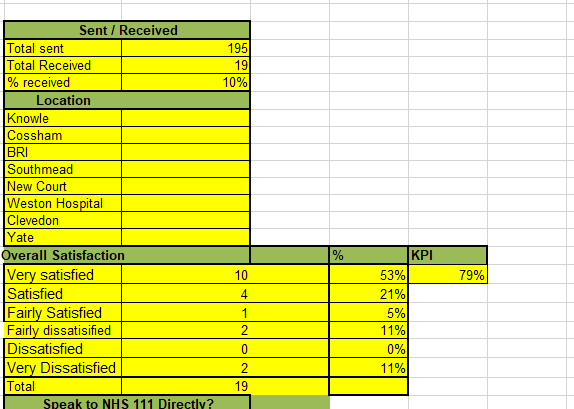 Sent / Received
Total sent 195
Total Received 19
% received 10%
Location
Knowle
Cossham
BRI
Southmead
New Court
Weston Hospital
Clevedon
Yate
Overall Satisfaction % KPI
Very satisfied 10 53% 79%
Satisfied 4 21%
Fairly Satisfied 1 5%
Fairly dissatisified 2 11%
Dissatisfied 0 0%
Very Dissatisfied 2 11%
Total 19
Speak to NHS 111 Directly?